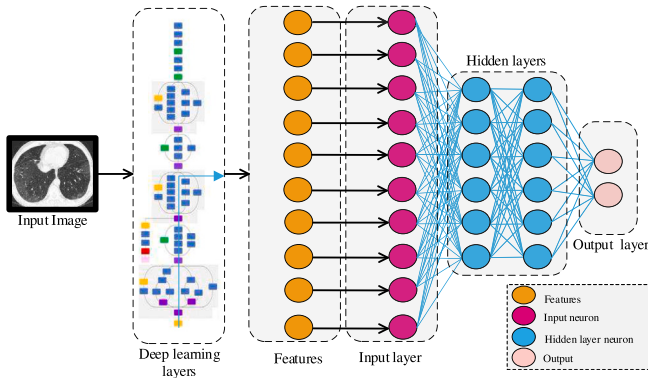 Hidden layers
Input Image
Output layer
Deep learning
layers
Features
Input layer
Features
Input neuron
Hidden layer neuron
Output